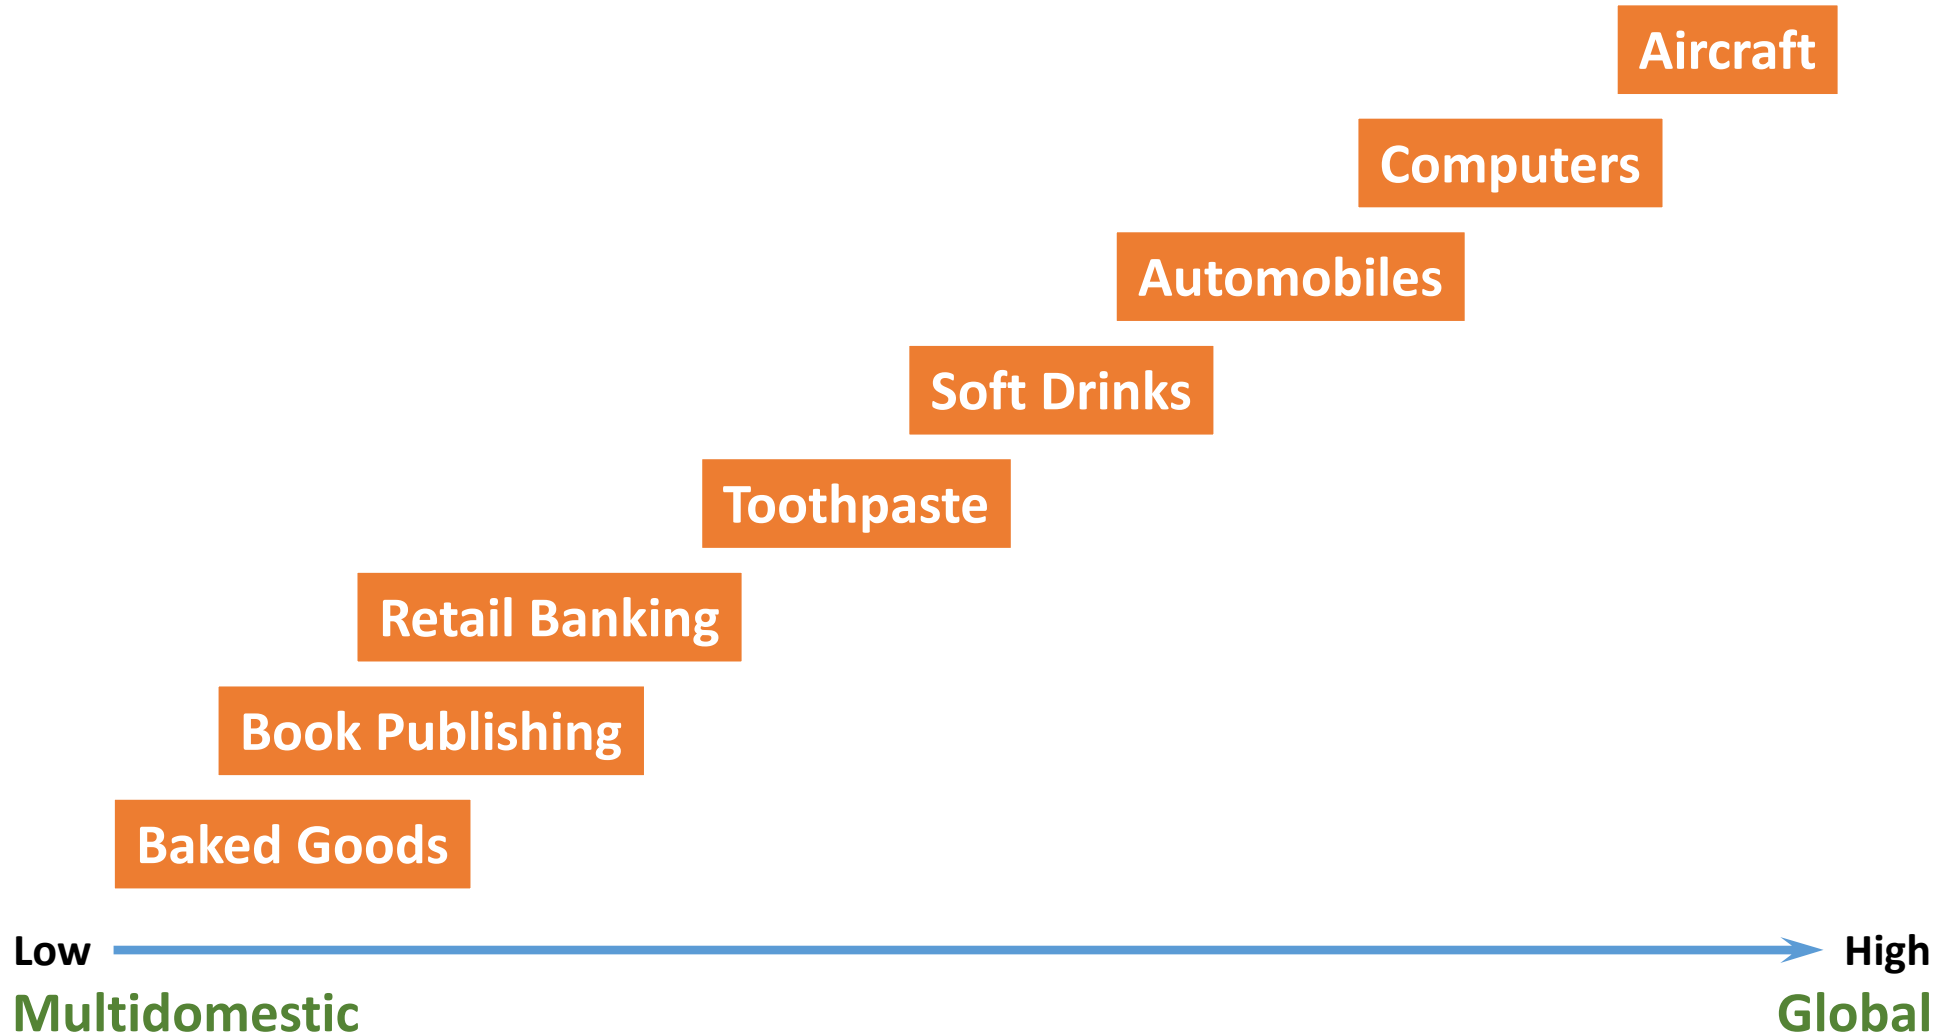 Aircraft
Computers
Automobiles
Soft Drinks
Toothpaste
Retail Banking
Book Publishing
Baked Goods
Low High
Multidomestic Global